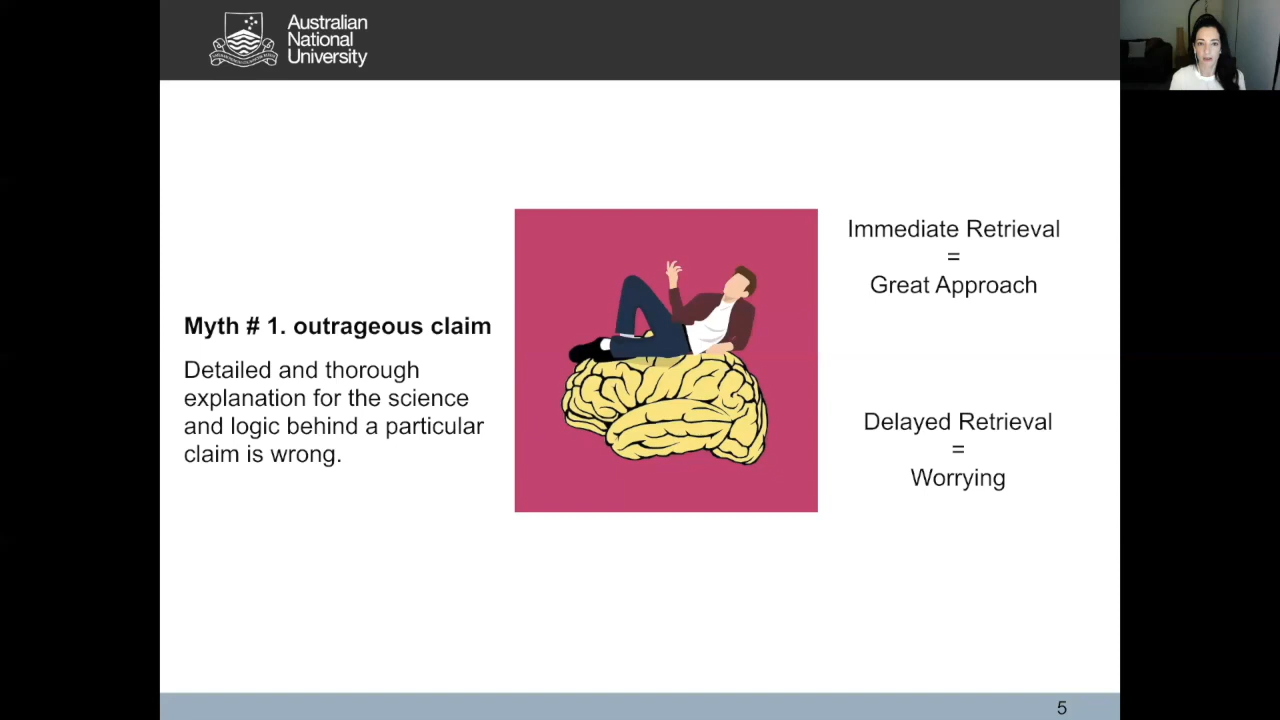 Australian
National
University
Myth # 1. outrageous claim
Detailed and thorough
explanation for the science
and logic behind a particular
claim is wrong.
Immediate Retrieval
=
Great Approach
Delayed Retrieval
=
Worrying
5